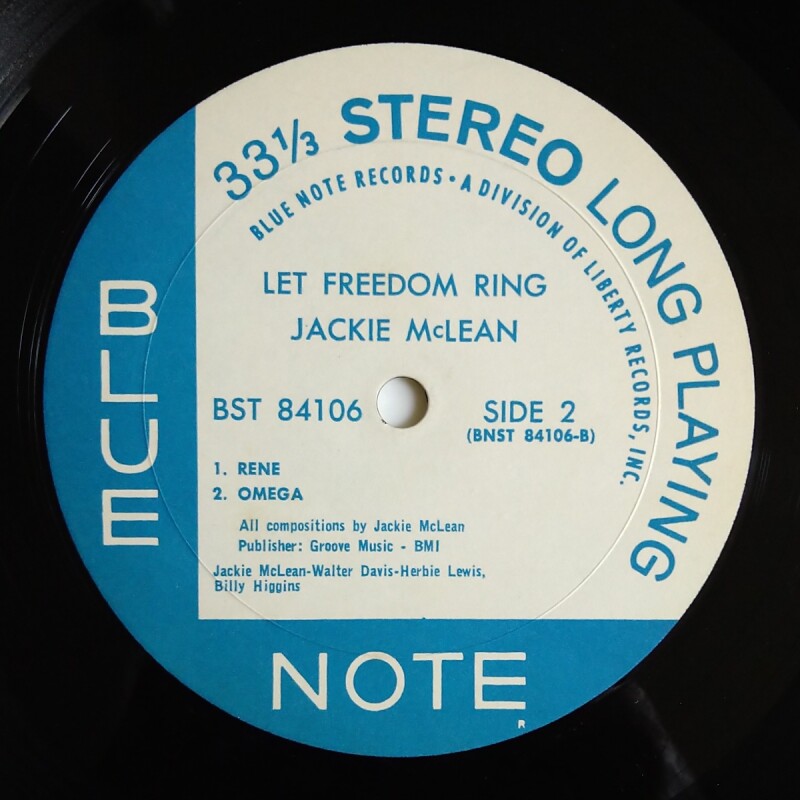 33⅓ STEREO LONG PLAYING
BLUE NOTE RECORDS • A DIVISION OF LIBERTY RECORDS, INC.
LET FREEDOM RING
JACKIE McLEAN
BST 84106
SIDE 2
(BNST 84106-B)
1. RENE
2. OMEGA
All compositions by Jackie McLean
Publisher: Groove Music - BMI
Jackie McLean-Walter Davis-Herbie Lewis,
Billy Higgins
BLUE
NOTE
R